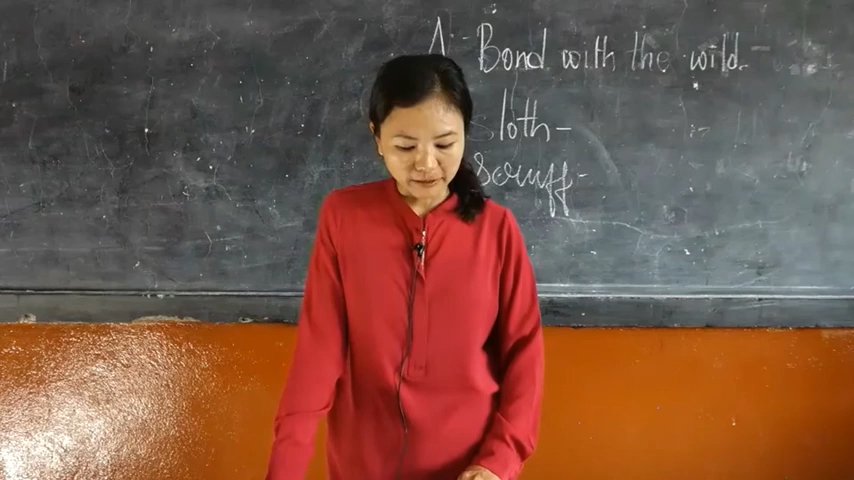 A Bond with the wild-
sloth-
scruff-